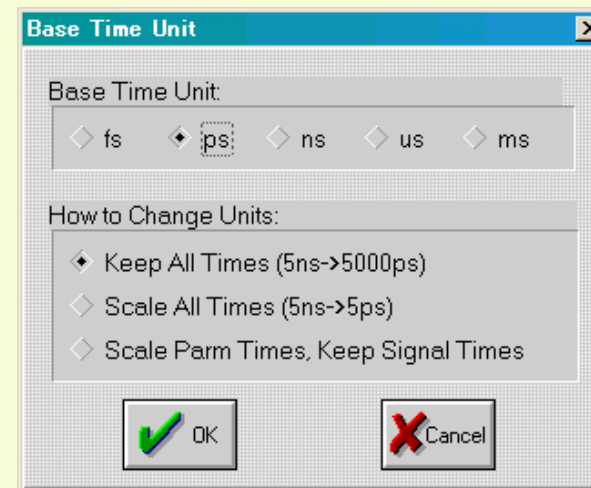 Base Time Unit
Base Time Unit:
fs ps ns us ms
How to Change Units:
Keep All Times (5ns->5000ps)
Scale All Times (5ns->5ps)
Scale Parm Times, Keep Signal Times
OK Cancel